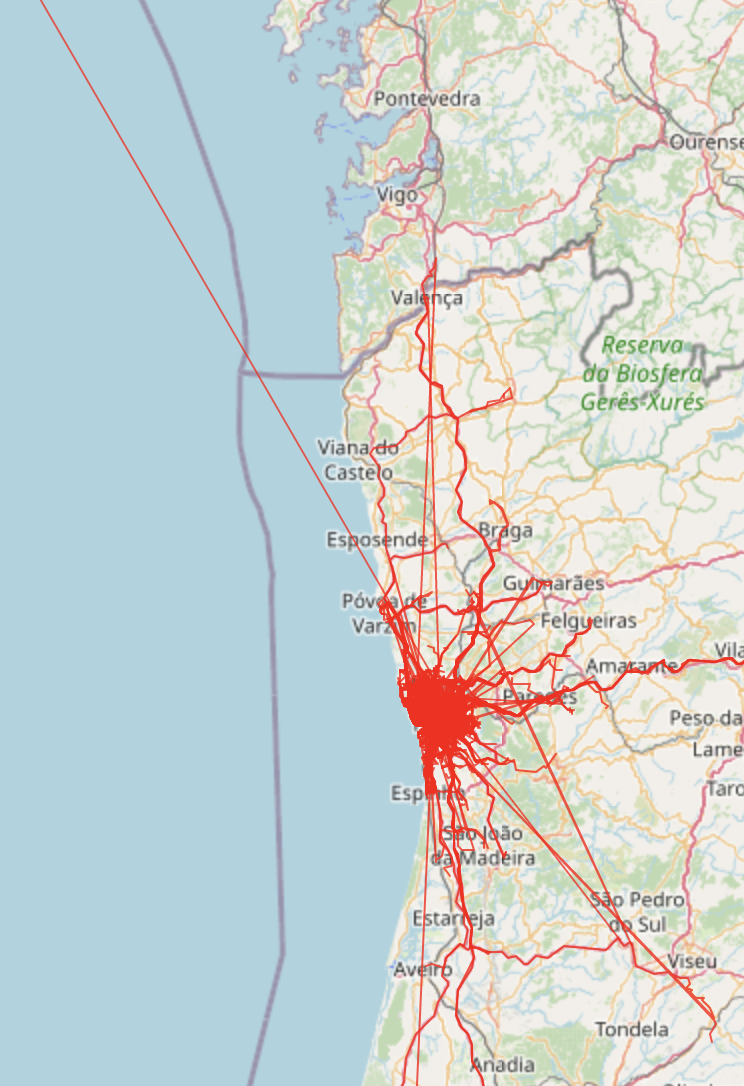 Pontevedra
Ourense
Vigo
Valença
Reserva
da Biosfera
Gerês-Xurés
Viana do
Castelo
Braga
Esposende
Guimarães
Póvoa de
Varzim
Felgueiras
Vila
Amarante
Paredes
Peso da
Lame
Taro
Espinho
São João
da Madeira
São Pedro
do Sul
Estarreja
Viseu
Aveiro
Tondela
Anadia